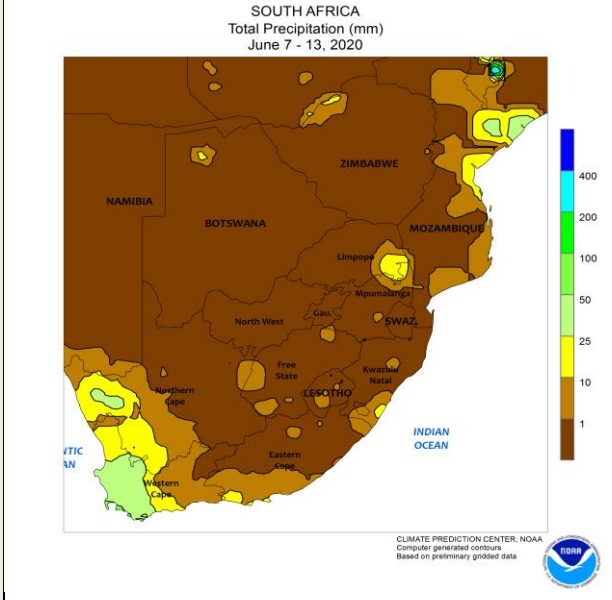 SOUTH AFRICA
Total Precipitation (mm)
June 7 - 13, 2020
ZIMBABWE
NAMIBIA
BOTSWANA
MOZAMBIQUE
Limpopo
Mpumalanga
Gau.
North West
SWAZ.
Free
State
Kwazulu
Natal
Northern
Cape
LESOTHO
INDIAN
OCEAN
NTIC
AN
Eastern
Cape
Western
Cape
400
200
100
50
25
10
1
CLIMATE PREDICTION CENTER, NOAA
Computer generated contours
Based on preliminary gridded data
NOAA